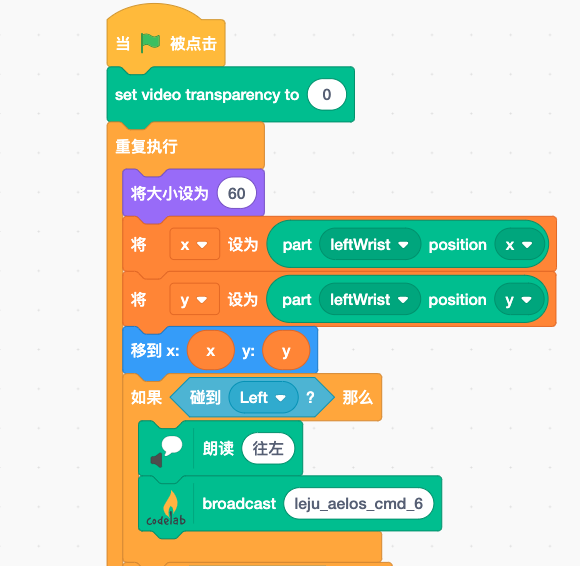 当 被点击
set video transparency to 0
重复执行
将大小设为 60
将 x 设为 part leftWrist position x
将 y 设为 part leftWrist position y
移到 x: x y: y
如果 碰到 Left ? 那么
朗读 往左
codelab broadcast leju_aelos_cmd_6